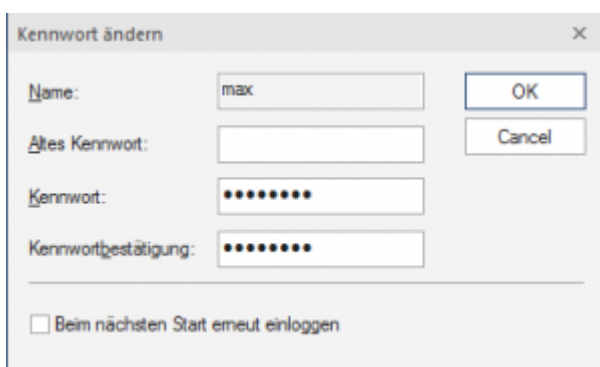 Kennwort ändern
Name: max OK
Altes Kennwort: Cancel
Kennwort: ••••••••
Kennwortbestätigung: ••••••••
Beim nächsten Start erneut einloggen